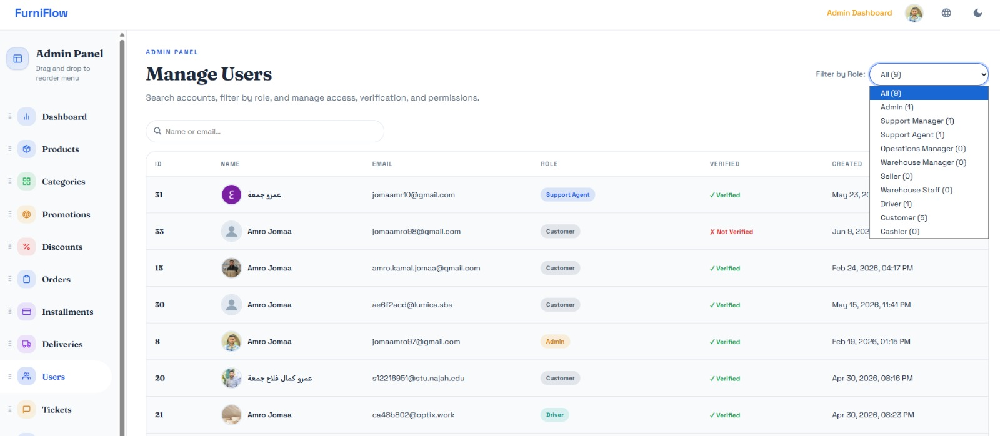 FurniFlow
Admin Dashboard
Admin Panel
Drag and drop to
reorder menu
Dashboard
Products
Categories
Promotions
Discounts
Orders
Installments
Deliveries
Users
Tickets
ADMIN PANEL
Manage Users
Search accounts, filter by role, and manage access, verification, and permissions.
Filter by Role: All (9)
All (9)
Admin (1)
Support Manager (1)
Support Agent (1)
Operations Manager (0)
Warehouse Manager (0)
Seller (0)
Warehouse Staff (0)
Driver (1)
Customer (5)
Cashier (0)
Name or email...
ID NAME EMAIL ROLE VERIFIED CREATED
31 ع عمرو جمعة jomaamr10@gmail.com Support Agent ✓ Verified May 23, 20
33 Amro Jomaa jomaamro98@gmail.com Customer ✗ Not Verified Jun 9, 202
15 Amro Jomaa amro.kamal.jomaa@gmail.com Customer ✓ Verified Feb 24, 2026, 04:17 PM
30 Amro Jomaa ae6f2acd@lumica.sbs Customer ✓ Verified May 15, 2026, 11:41 PM
8 Amro Jomaa jomaamro97@gmail.com Admin ✓ Verified Feb 19, 2026, 01:15 PM
20 عمرو كمال فلاح جمعة s12216951@stu.najah.edu Customer ✓ Verified Apr 30, 2026, 08:16 PM
21 Amro Jomaa ca48b802@optix.work Driver ✓ Verified Apr 30, 2026, 08:23 PM